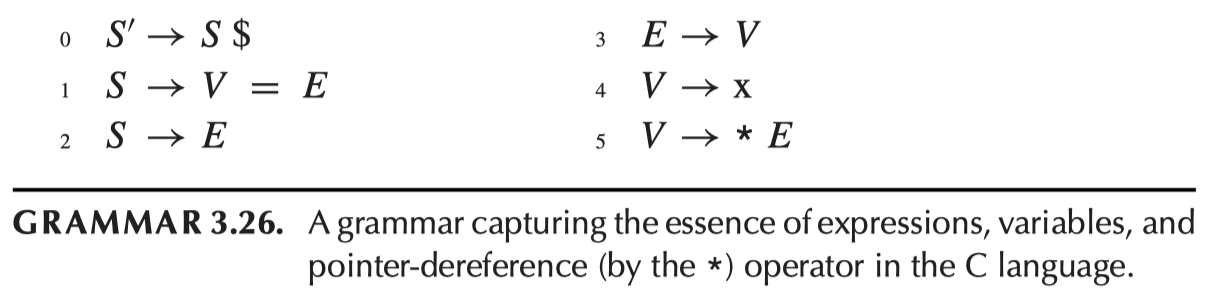 0 S′ → S $ 3 E → V
1 S → V = E 4 V → x
2 S → E 5 V → * E
GRAMMAR 3.26. A grammar capturing the essence of expressions, variables, and
pointer-dereference (by the *) operator in the C language.